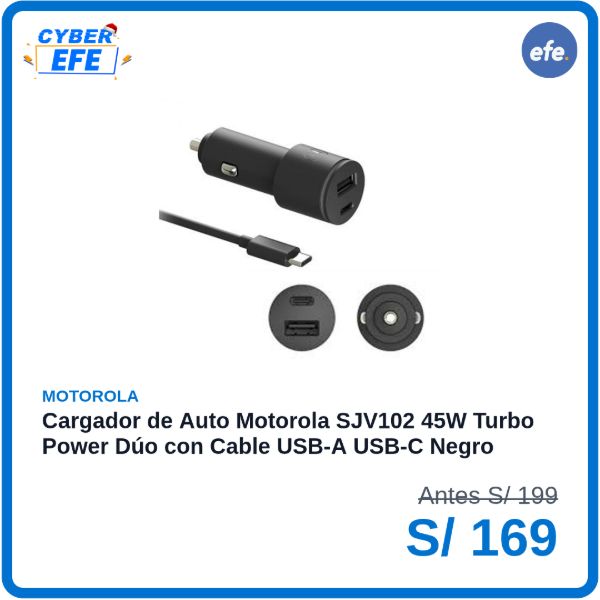 CYBER
EFE
efe.
MOTOROLA
Cargador de Auto Motorola SJV102 45W Turbo
Power Dúo con Cable USB-A USB-C Negro
Antes S/ 199
S/ 169